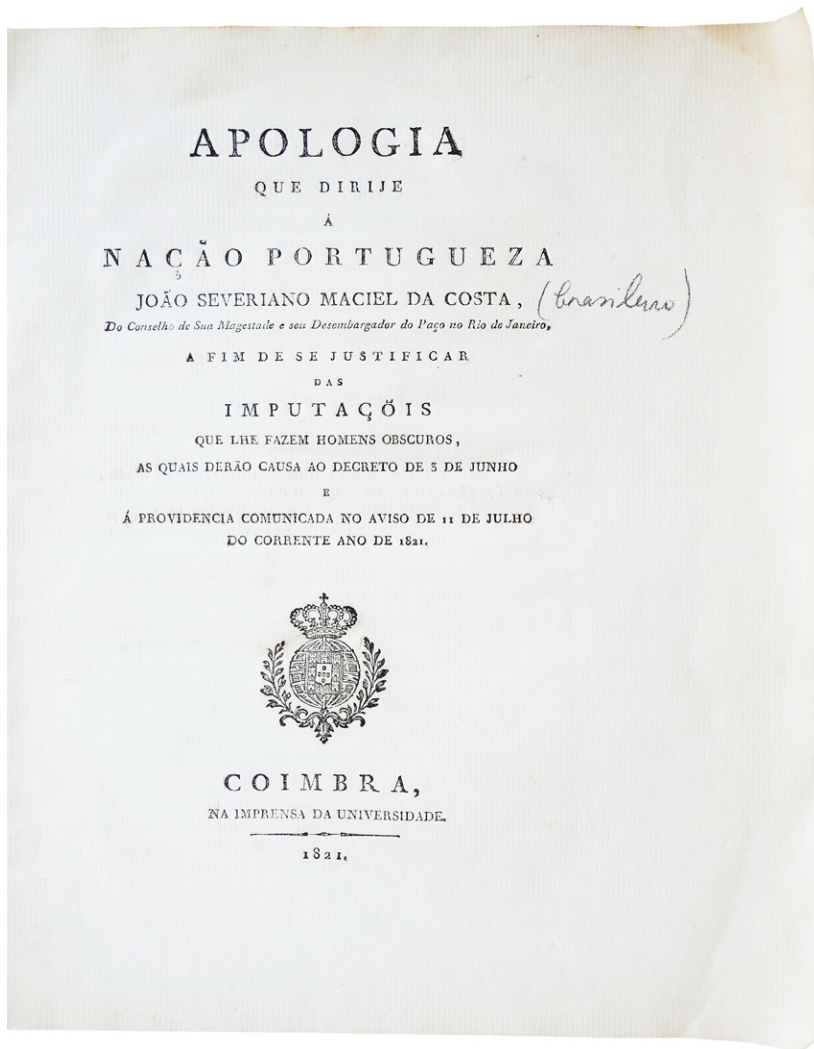 APOLOGIA
QUE DIRIJE
Á
NAÇÃO PORTUGUEZA
JOÃO SEVERIANO MACIEL DA COSTA, (brasileiro)
Do Conselho de Sua Magestade e seu Desembargador do Paço no Rio de Janeiro,
A FIM DE SE JUSTIFICAR
DAS
IMPUTAÇÕIS
QUE LHE FAZEM HOMENS OBSCUROS,
AS QUAIS DERÃO CAUSA AO DECRETO DE 3 DE JUNHO
E
Á PROVIDENCIA COMUNICADA NO AVISO DE 11 DE JULHO
DO CORRENTE ANO DE 1821.
COIMBRA,
NA IMPRENSA DA UNIVERSIDADE.
1821.